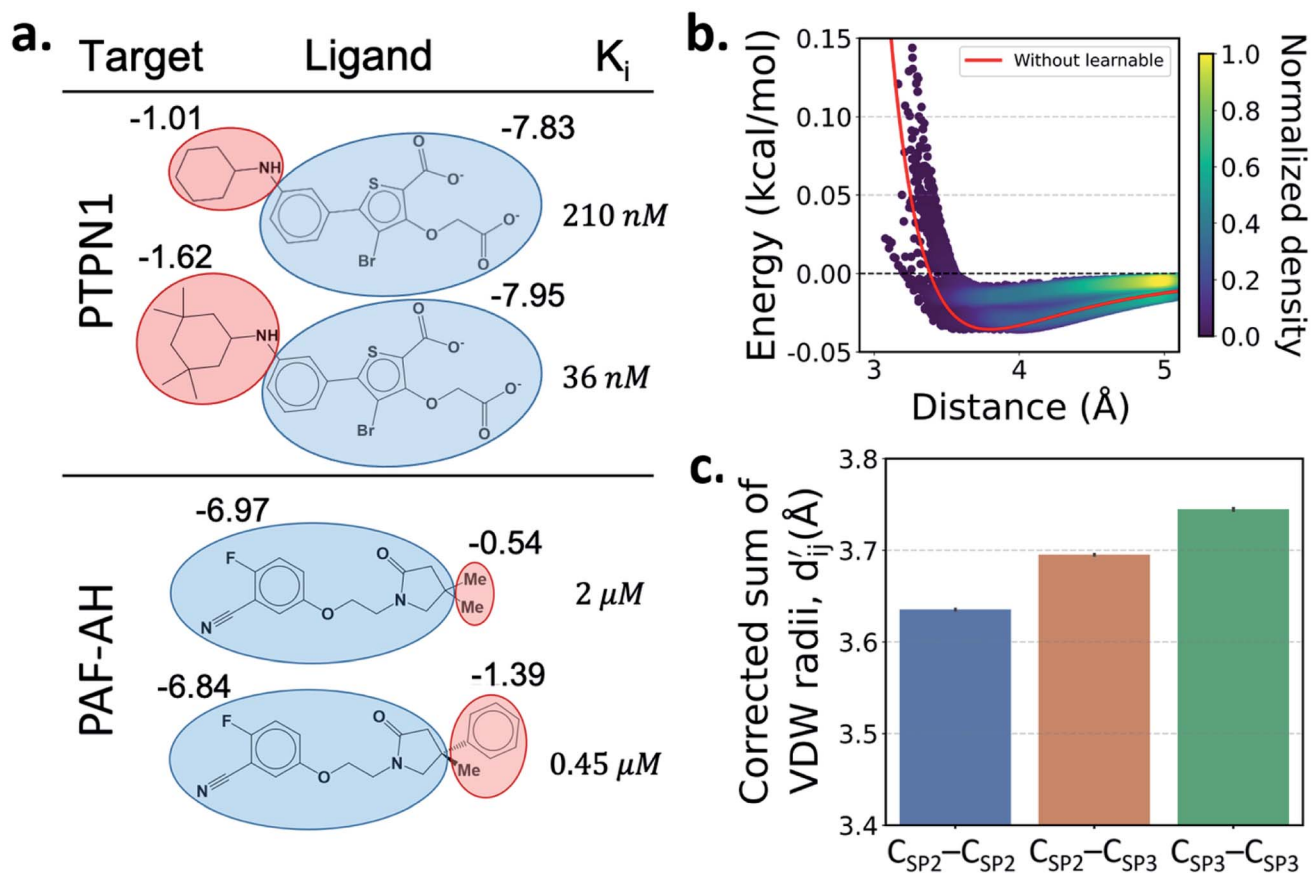 a.
Target Ligand Ki
PTPN1
-1.01
-7.83
NH
S
O
O-
O
O-
O
Br
210 nM
-1.62
-7.95
NH
S
O
O-
O
O-
O
Br
36 nM
PAF-AH
-6.97
-0.54
F
O
Me
Me
N
O
N
2 μM
-6.84
-1.39
F
O
N
Me
O
N
0.45 μM
b.
Energy (kcal/mol)
0.15
0.10
0.05
0.00
-0.05
Without learnable
3 4 5
Distance (Å)
1.0
0.8
0.6
0.4
0.2
0.0
Normalized density
c.
Corrected sum of
VDW radii, d′ij(Å)
3.8
3.7
3.6
3.5
3.4
CSP2–CSP2 CSP2–CSP3 CSP3–CSP3